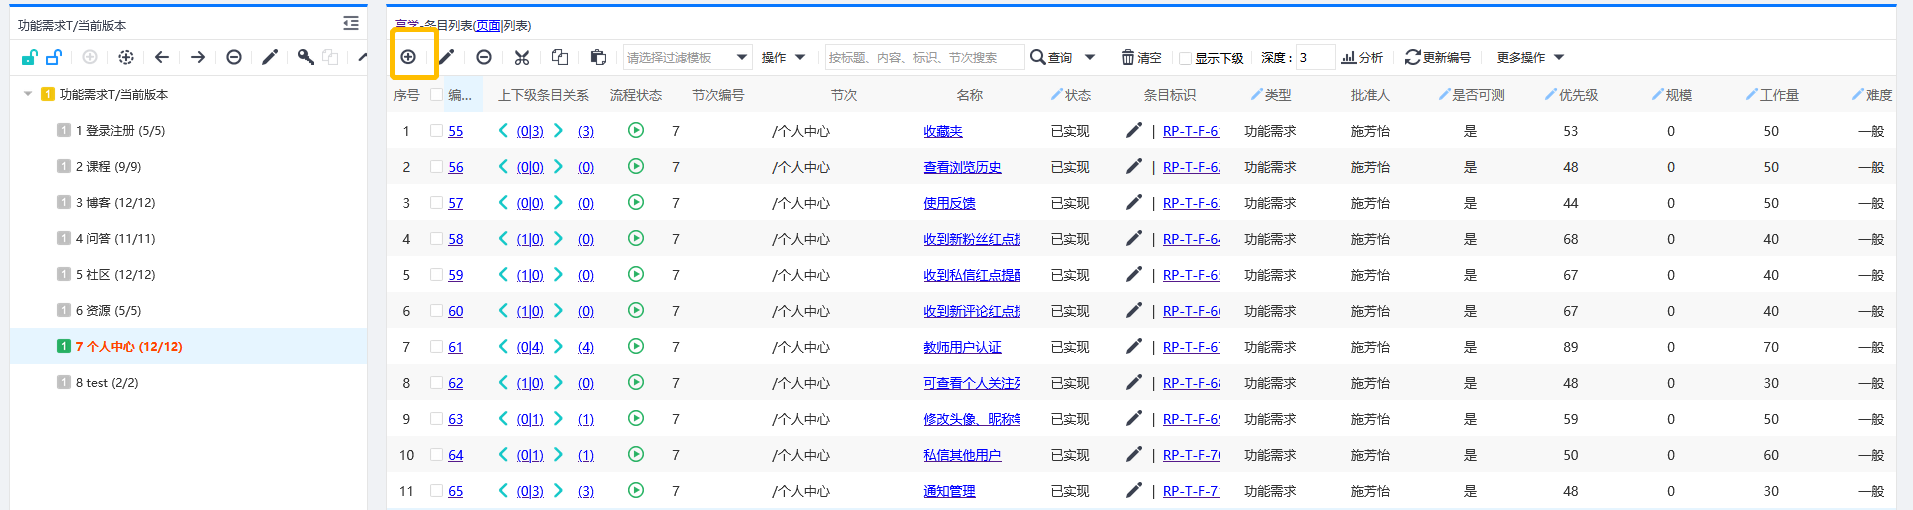 功能需求T/当前版本
功能需求T/当前版本
1 登录注册 (5/5)
2 课程 (9/9)
3 博客 (12/12)
4 问答 (11/11)
5 社区 (12/12)
6 资源 (5/5)
7 个人中心 (12/12)
8 test (2/2)
-条目列表(页面|列表)
请选择过滤模板 操作 按标题、内容、标识、节次搜索 查询 清空 显示下级 深度：3 分析 更新编号 更多操作
序号 编... 上下级条目关系 流程状态 节次编号 节次 名称 状态 条目标识 类型 批准人 是否可测 优先级 规模 工作量 难度
1 55 (0|3) (3) 7 /个人中心 收藏夹 已实现 | RP-T-F-6 功能需求 施芳怡 是 53 0 50 一般
2 56 (0|0) (0) 7 /个人中心 查看浏览历史 已实现 | RP-T-F-6 功能需求 施芳怡 是 48 0 50 一般
3 57 (0|0) (0) 7 /个人中心 使用反馈 已实现 | RP-T-F-6 功能需求 施芳怡 是 44 0 50 一般
4 58 (1|0) (0) 7 /个人中心 收到新粉丝红点 已实现 | RP-T-F-6 功能需求 施芳怡 是 68 0 40 一般
5 59 (1|0) (0) 7 /个人中心 收到私信红点提醒 已实现 | RP-T-F-6 功能需求 施芳怡 是 67 0 40 一般
6 60 (1|0) (0) 7 /个人中心 收到新评论红点 已实现 | RP-T-F-6 功能需求 施芳怡 是 67 0 40 一般
7 61 (0|4) (4) 7 /个人中心 教师用户认证 已实现 | RP-T-F-6 功能需求 施芳怡 是 89 0 70 一般
8 62 (1|0) (0) 7 /个人中心 可查看个人关注列 已实现 | RP-T-F-6 功能需求 施芳怡 是 48 0 30 一般
9 63 (0|1) (1) 7 /个人中心 修改头像、昵称等 已实现 | RP-T-F-6 功能需求 施芳怡 是 59 0 50 一般
10 64 (0|1) (1) 7 /个人中心 私信其他用户 已实现 | RP-T-F-7 功能需求 施芳怡 是 50 0 60 一般
11 65 (0|3) (3) 7 /个人中心 通知管理 已实现 | RP-T-F-7 功能需求 施芳怡 是 48 0 30 一般